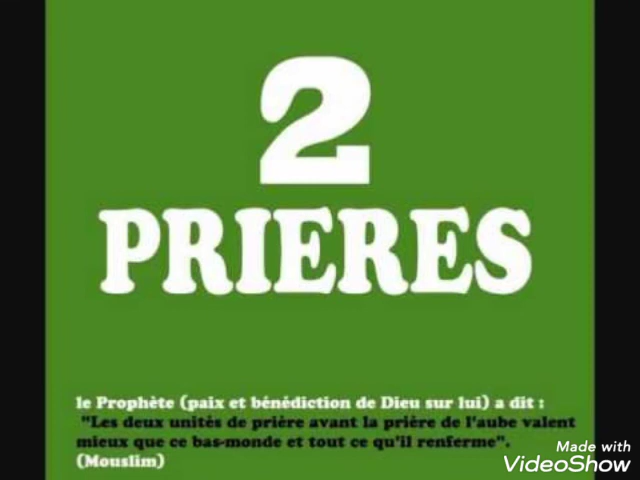 2
PRIERES
le Prophète (paix et bénédiction de Dieu sur lui) a dit :
"Les deux unités de prière avant la prière de l'aube valent
mieux que ce bas-monde et tout ce qu'il renferme".
(Mouslim)
Made with
VideoShow